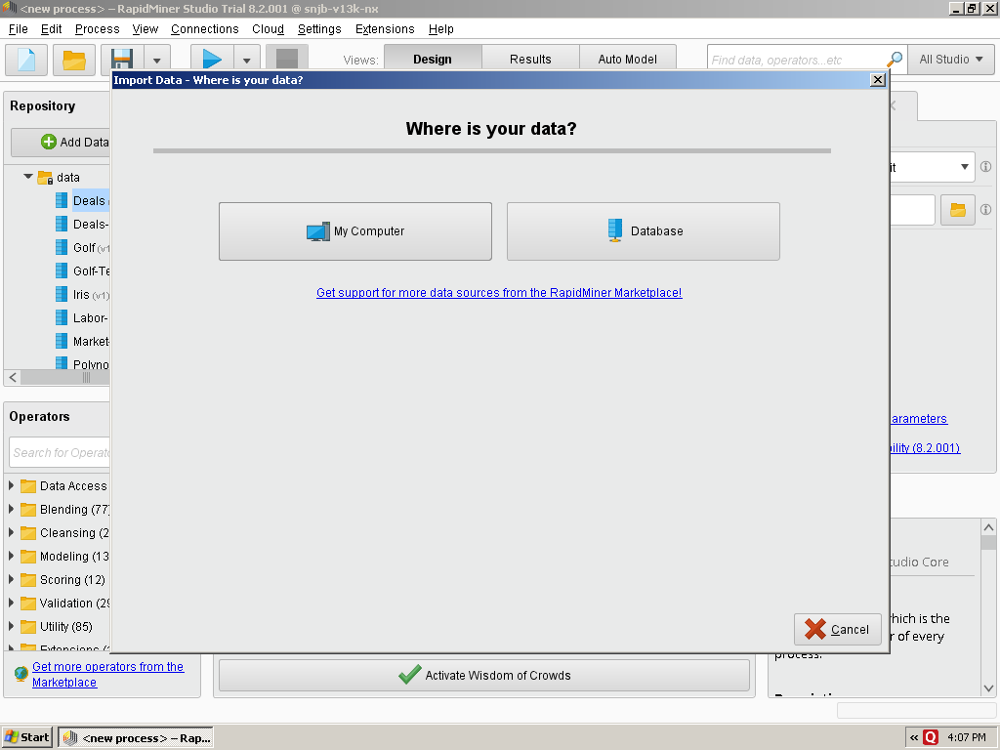 <new process> – RapidMiner Studio Trial 8.2.001 @ snjb-v13k-nx
File Edit Process View Connections Cloud Settings Extensions Help
Views: Design Results Auto Model Find data, operators...etc All Studio
Import Data - Where is your data?
Where is your data?
My Computer Database
Get support for more data sources from the RapidMiner Marketplace!
Cancel
Repository
Add Data
data
Deals
Deals-
Golf (v1
Golf-Te
Iris (v1)
Labor-
Market
Polyno
Operators
Search for Operato
Data Access
Blending (77)
Cleansing (2
Modeling (13
Scoring (12)
Validation (29
Utility (85)
Extensions (
Get more operators from the
Marketplace
Activate Wisdom of Crowds
it
arameters
ility (8.2.001)
tudio Core
hich is the
r of every
process.
Start <new process> – Rap...
« 4:07 PM